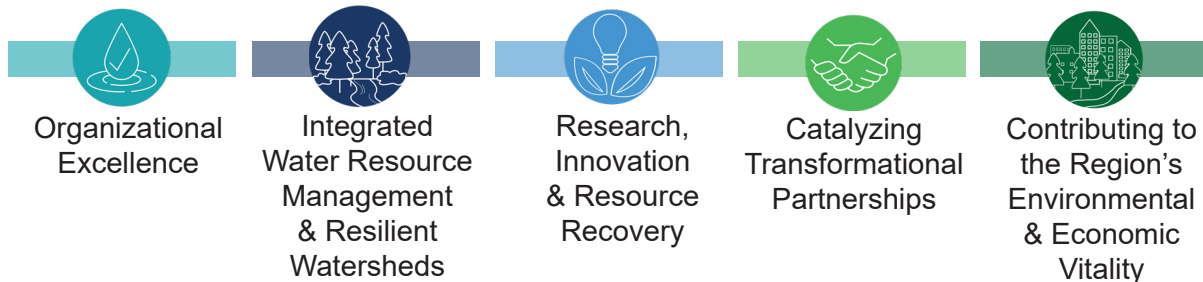 Organizational
Excellence
Integrated
Water Resource
Management
& Resilient
Watersheds
Research,
Innovation
& Resource
Recovery
Catalyzing
Transformational
Partnerships
Contributing to
the Region’s
Environmental
& Economic
Vitality